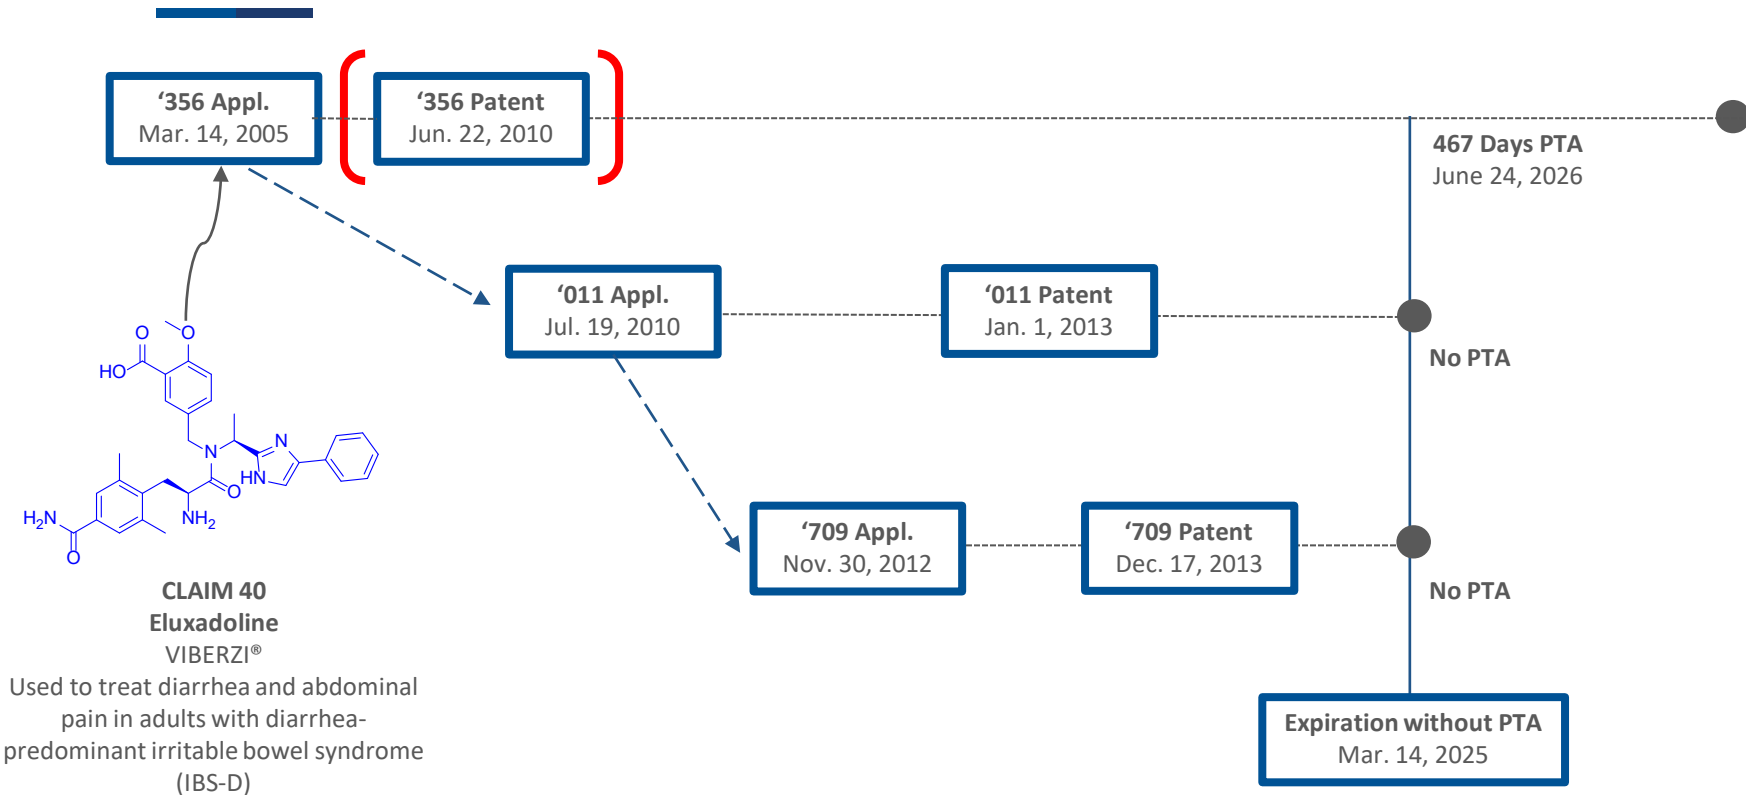 ‘356 Appl.
Mar. 14, 2005
‘356 Patent
Jun. 22, 2010
467 Days PTA
June 24, 2026
‘011 Appl.
Jul. 19, 2010
‘011 Patent
Jan. 1, 2013
No PTA
O
O
HO
N
N
HN
O
NH2
H2N
O
‘709 Appl.
Nov. 30, 2012
‘709 Patent
Dec. 17, 2013
No PTA
CLAIM 40
Eluxadoline
VIBERZI®
Used to treat diarrhea and abdominal
pain in adults with diarrhea-
predominant irritable bowel syndrome
(IBS-D)
Expiration without PTA
Mar. 14, 2025